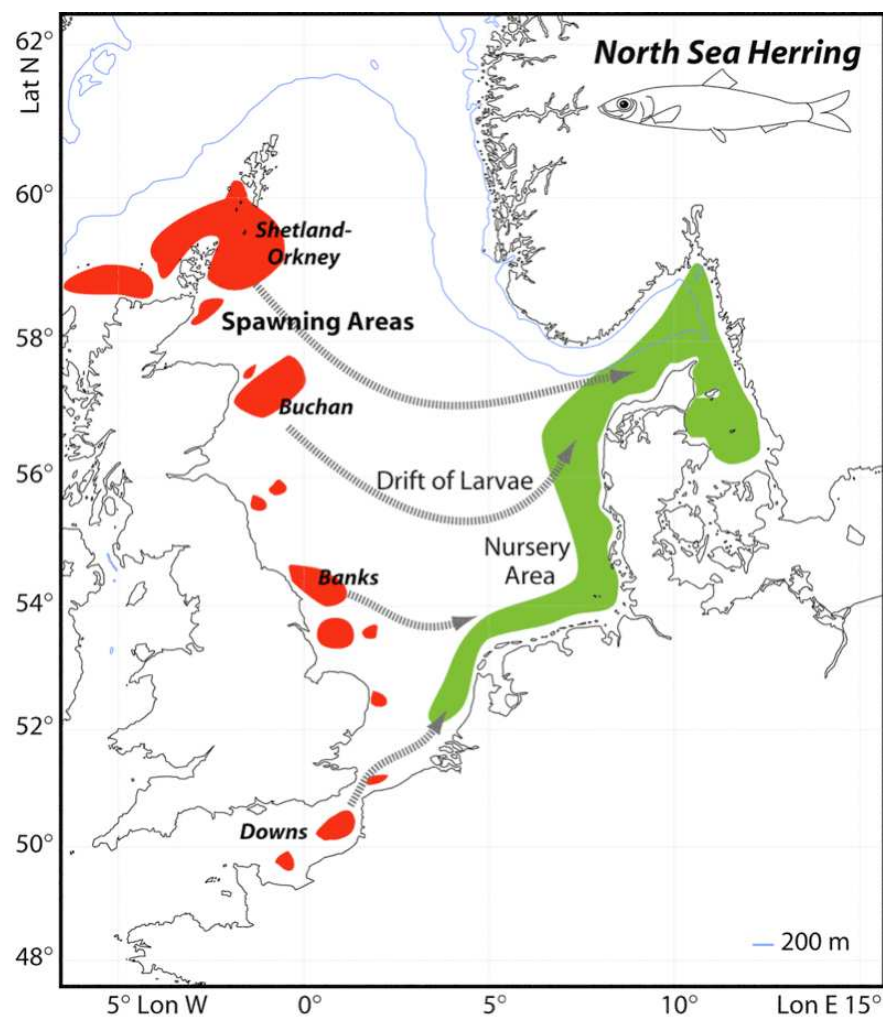 North Sea Herring
Lat N
62°
60°
58°
56°
54°
52°
50°
48°
Shetland-
Orkney
Spawning Areas
Buchan
Drift of Larvae
Nursery
Area
Banks
Downs
200 m
5° Lon W
0°
5°
10°
Lon E 15°